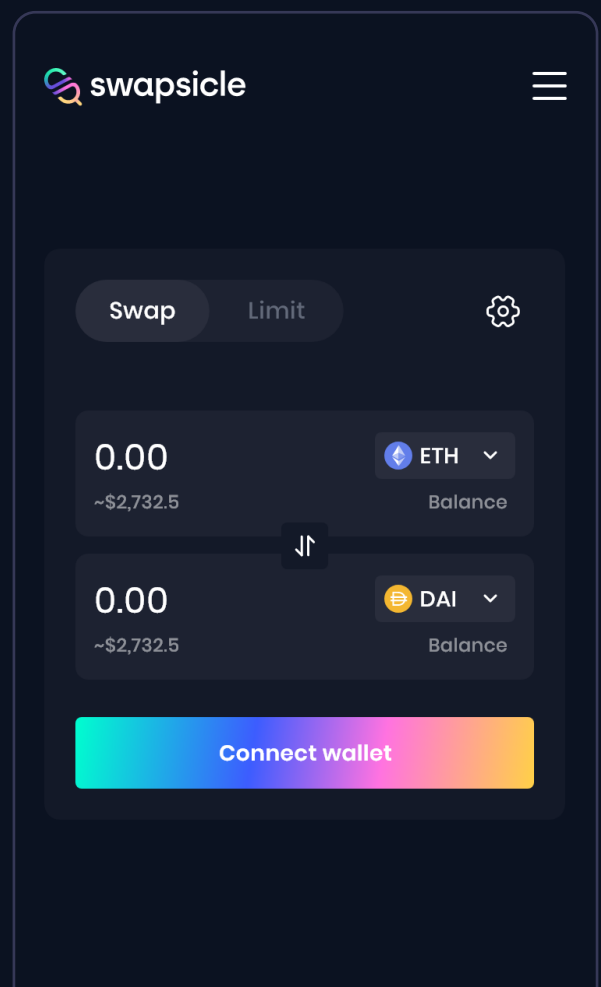 swapsicle
Swap Limit
0.00 ETH
~$2,732.5 Balance
0.00 DAI
~$2,732.5 Balance
Connect wallet